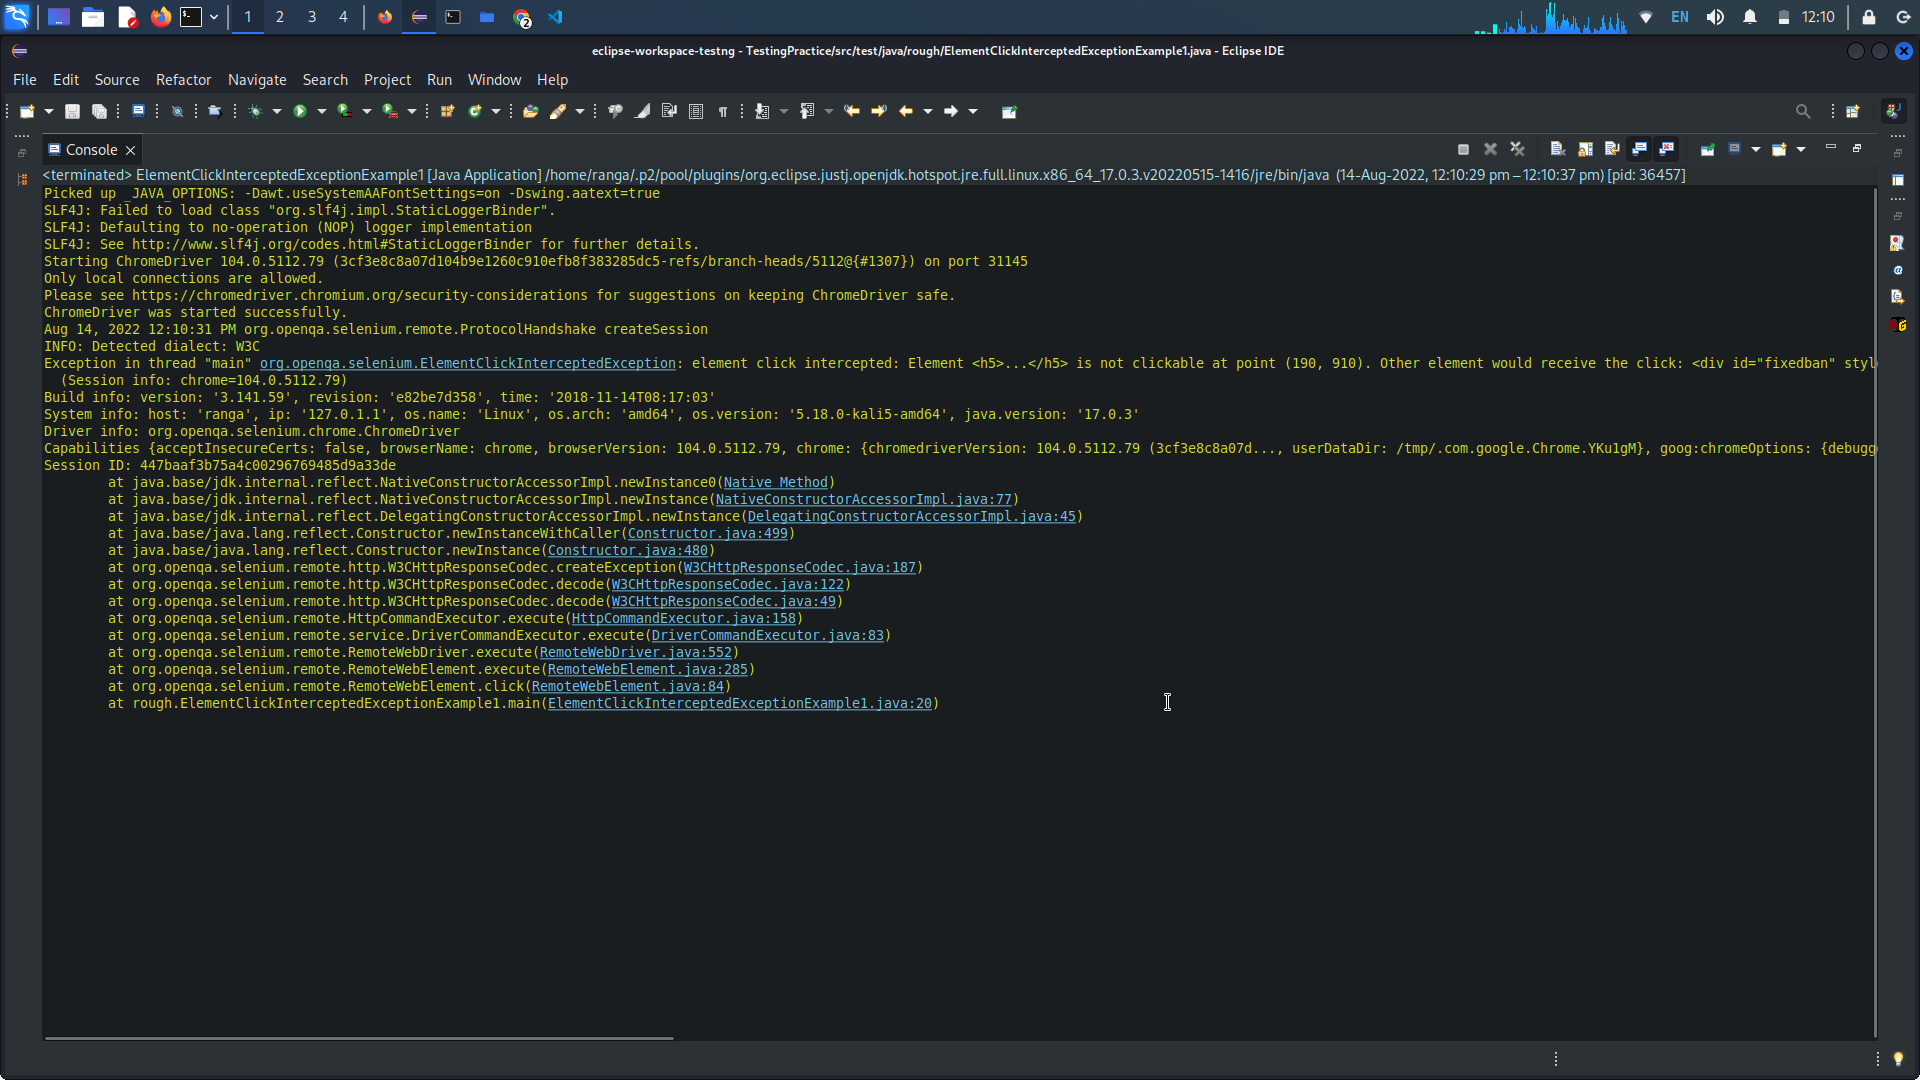 1 2 3 4 2 EN 12:10
eclipse-workspace-testng - TestingPractice/src/test/java/rough/ElementClickInterceptedExceptionExample1.java - Eclipse IDE
File Edit Source Refactor Navigate Search Project Run Window Help
Console
<terminated> ElementClickInterceptedExceptionExample1 [Java Application] /home/ranga/.p2/pool/plugins/org.eclipse.justj.openjdk.hotspot.jre.full.linux.x86_64_17.0.3.v20220515-1416/jre/bin/java (14-Aug-2022, 12:10:29 pm – 12:10:37 pm) [pid: 36457]
Picked up _JAVA_OPTIONS: -Dawt.useSystemAAFontSettings=on -Dswing.aatext=true
SLF4J: Failed to load class "org.slf4j.impl.StaticLoggerBinder".
SLF4J: Defaulting to no-operation (NOP) logger implementation
SLF4J: See http://www.slf4j.org/codes.html#StaticLoggerBinder for further details.
Starting ChromeDriver 104.0.5112.79 (3cf3e8c8a07d104b9e1260c910efb8f383285dc5-refs/branch-heads/5112@{#1307}) on port 31145
Only local connections are allowed.
Please see https://chromedriver.chromium.org/security-considerations for suggestions on keeping ChromeDriver safe.
ChromeDriver was started successfully.
Aug 14, 2022 12:10:31 PM org.openqa.selenium.remote.ProtocolHandshake createSession
INFO: Detected dialect: W3C
Exception in thread "main" org.openqa.selenium.ElementClickInterceptedException: element click intercepted: Element <h5>...</h5> is not clickable at point (190, 910). Other element would receive the click: <div id="fixedban" styl
(Session info: chrome=104.0.5112.79)
Build info: version: '3.141.59', revision: 'e82be7d358', time: '2018-11-14T08:17:03'
System info: host: 'ranga', ip: '127.0.1.1', os.name: 'Linux', os.arch: 'amd64', os.version: '5.18.0-kali5-amd64', java.version: '17.0.3'
Driver info: org.openqa.selenium.chrome.ChromeDriver
Capabilities {acceptInsecureCerts: false, browserName: chrome, browserVersion: 104.0.5112.79, chrome: {chromedriverVersion: 104.0.5112.79 (3cf3e8c8a07d..., userDataDir: /tmp/.com.google.Chrome.YKu1gM}, goog:chromeOptions: {debugg
Session ID: 447baaf3b75a4c00296769485d9a33de
at java.base/jdk.internal.reflect.NativeConstructorAccessorImpl.newInstance0(Native Method)
at java.base/jdk.internal.reflect.NativeConstructorAccessorImpl.newInstance(NativeConstructorAccessorImpl.java:77)
at java.base/jdk.internal.reflect.DelegatingConstructorAccessorImpl.newInstance(DelegatingConstructorAccessorImpl.java:45)
at java.base/java.lang.reflect.Constructor.newInstanceWithCaller(Constructor.java:499)
at java.base/java.lang.reflect.Constructor.newInstance(Constructor.java:480)
at org.openqa.selenium.remote.http.W3CHttpResponseCodec.createException(W3CHttpResponseCodec.java:187)
at org.openqa.selenium.remote.http.W3CHttpResponseCodec.decode(W3CHttpResponseCodec.java:122)
at org.openqa.selenium.remote.http.W3CHttpResponseCodec.decode(W3CHttpResponseCodec.java:49)
at org.openqa.selenium.remote.HttpCommandExecutor.execute(HttpCommandExecutor.java:158)
at org.openqa.selenium.remote.service.DriverCommandExecutor.execute(DriverCommandExecutor.java:83)
at org.openqa.selenium.remote.RemoteWebDriver.execute(RemoteWebDriver.java:552)
at org.openqa.selenium.remote.RemoteWebElement.execute(RemoteWebElement.java:285)
at org.openqa.selenium.remote.RemoteWebElement.click(RemoteWebElement.java:84)
at rough.ElementClickInterceptedExceptionExample1.main(ElementClickInterceptedExceptionExample1.java:20)